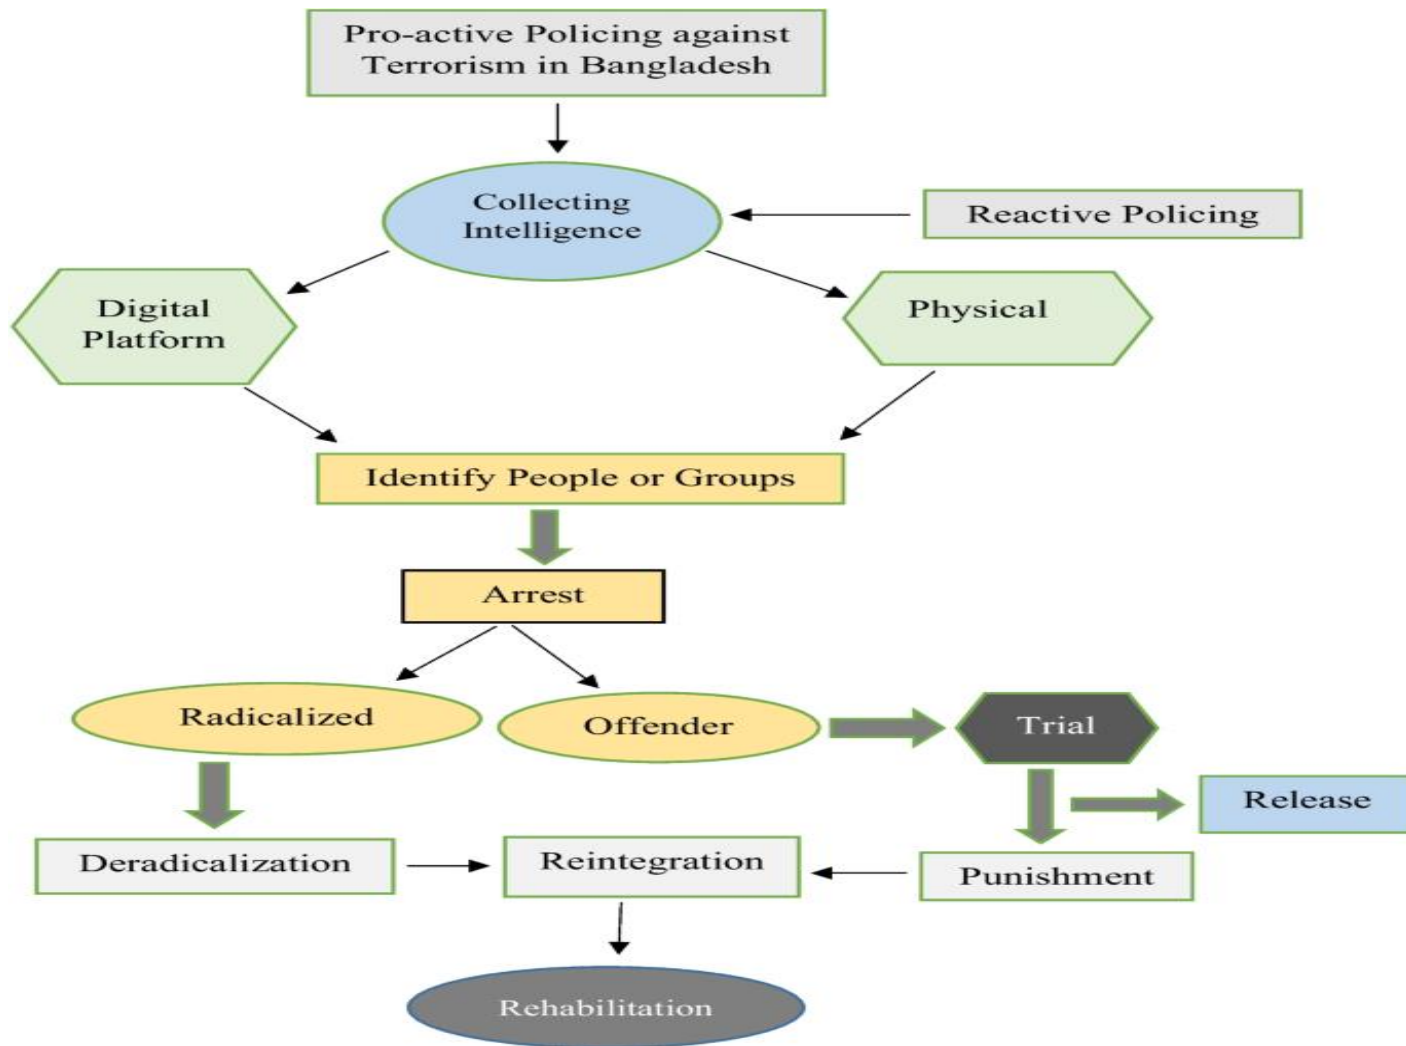 Pro-active Policing against
Terrorism in Bangladesh
Collecting
Intelligence
Reactive Policing
Digital
Platform
Physical
Identify People or Groups
Arrest
Radicalized
Offender
Trial
Release
Deradicalization
Reintegration
Punishment
Rehabilitation